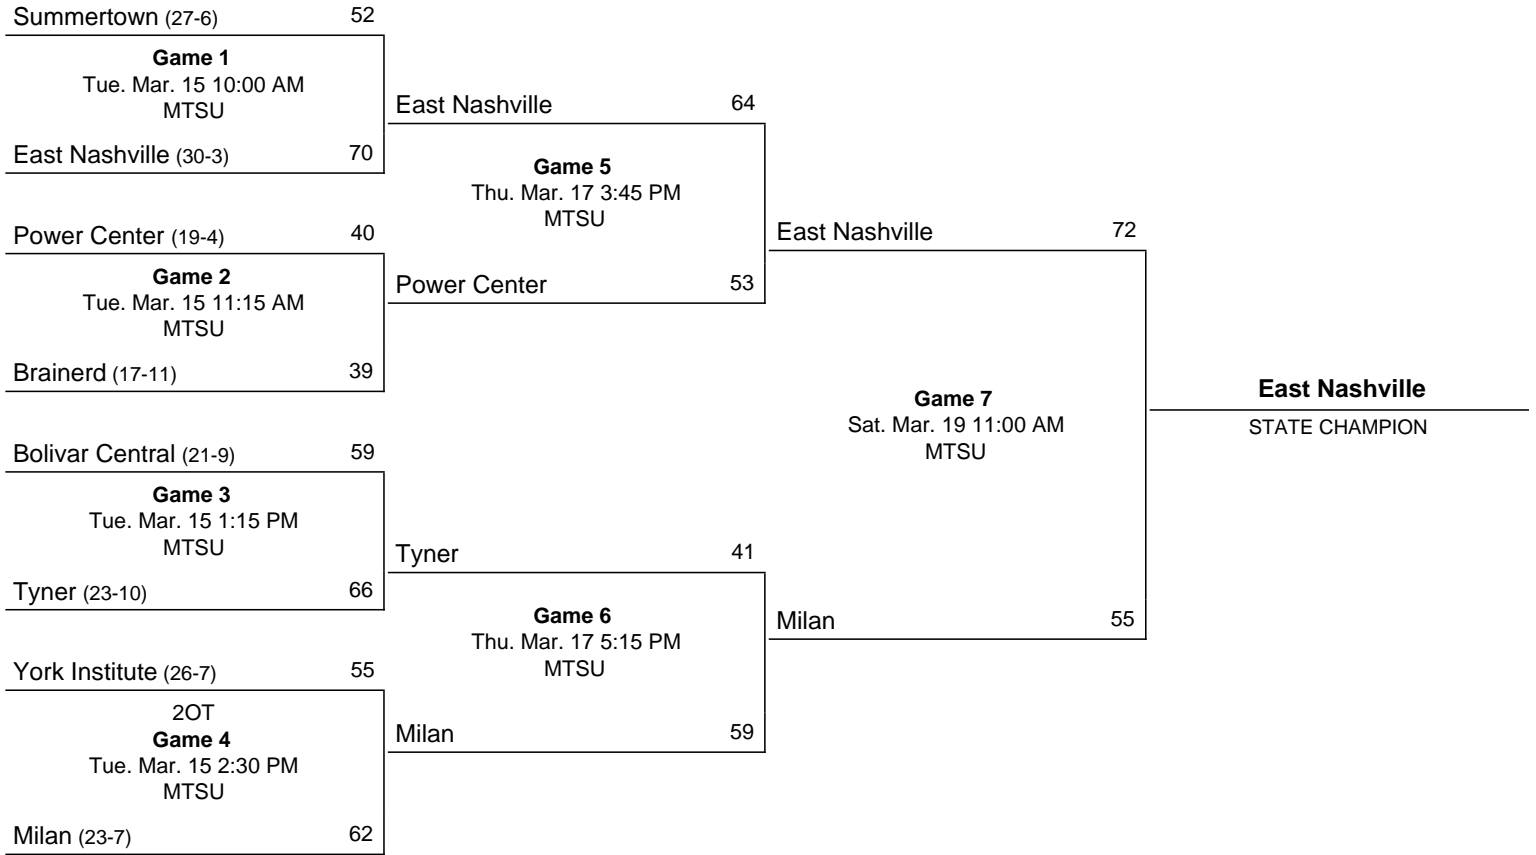 Summertown (27-6) 52
Game 1
Tue. Mar. 15 10:00 AM
MTSU
East Nashville (30-3) 70
Power Center (19-4) 40
Game 2
Tue. Mar. 15 11:15 AM
MTSU
Brainerd (17-11) 39
Bolivar Central (21-9) 59
Game 3
Tue. Mar. 15 1:15 PM
MTSU
Tyner (23-10) 66
York Institute (26-7) 55
2OT
Game 4
Tue. Mar. 15 2:30 PM
MTSU
Milan (23-7) 62
East Nashville 64
Game 5
Thu. Mar. 17 3:45 PM
MTSU
Power Center 53
Tyner 41
Game 6
Thu. Mar. 17 5:15 PM
MTSU
Milan 59
East Nashville 72
Game 7
Sat. Mar. 19 11:00 AM
MTSU
Milan 55
East Nashville
STATE CHAMPION